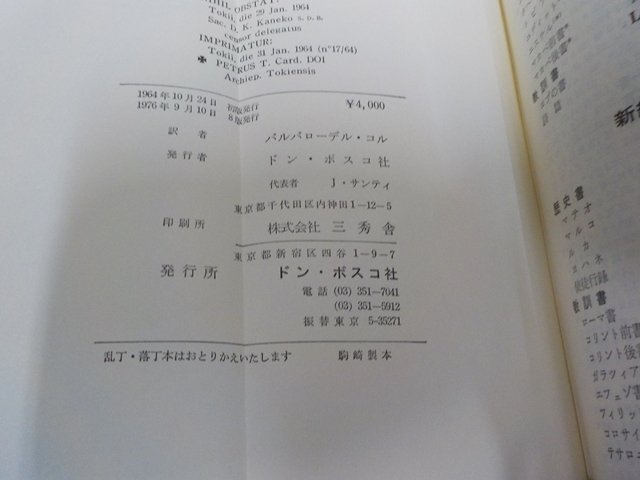 NIHIL OBSTAT:
Tokii, die 29 Jan. 1964
Sac. D. K. Kaneko S. D. B.
censor delegatus
IMPRIMATUR:
Tokii, die 31 Jan. 1964 (n°17/64)
✠ PETRUS T. Card. DOI
Archiep. Tokiensis
1964年10月24日 初版発行
1976年9月10日 8版発行
¥4,000
訳者 バルバローデル・コル
発行者 ドン・ボスコ社
代表者 J・サンティ
東京都千代田区内神田1-12-5
印刷所 株式会社 三秀舎
東京都新宿区四谷 1-9-7
発行所 ドン・ボスコ社
電話 (03) 351-7041
(03) 351-5912
振替東京 5-35271
乱丁・落丁本はおとりかえいたします 駒崎製本
教訓書
歴史書
マテオ
マルコ
ルカ
ヨハネ
使徒行録
教訓書
ローマ書
コリント前書
コリント後書
ガラツィア
エフェゾ書
フィリッ
コロサイ
テサロニ